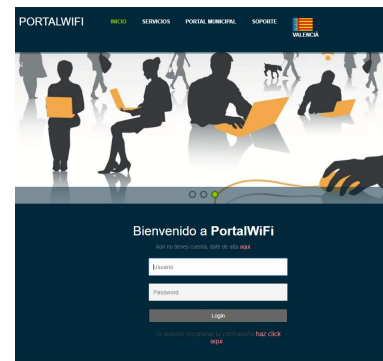 PORTALWIFI
INICIO
SERVICIOS
PORTAL MUNICIPAL
SOPORTE
VALENCIÀ
Bienvenido a PortalWiFi
Aún no tienes cuenta, date de alta aquí
Usuario
Password
Login
Si quieres recuperar tu contraseña haz click
aquí